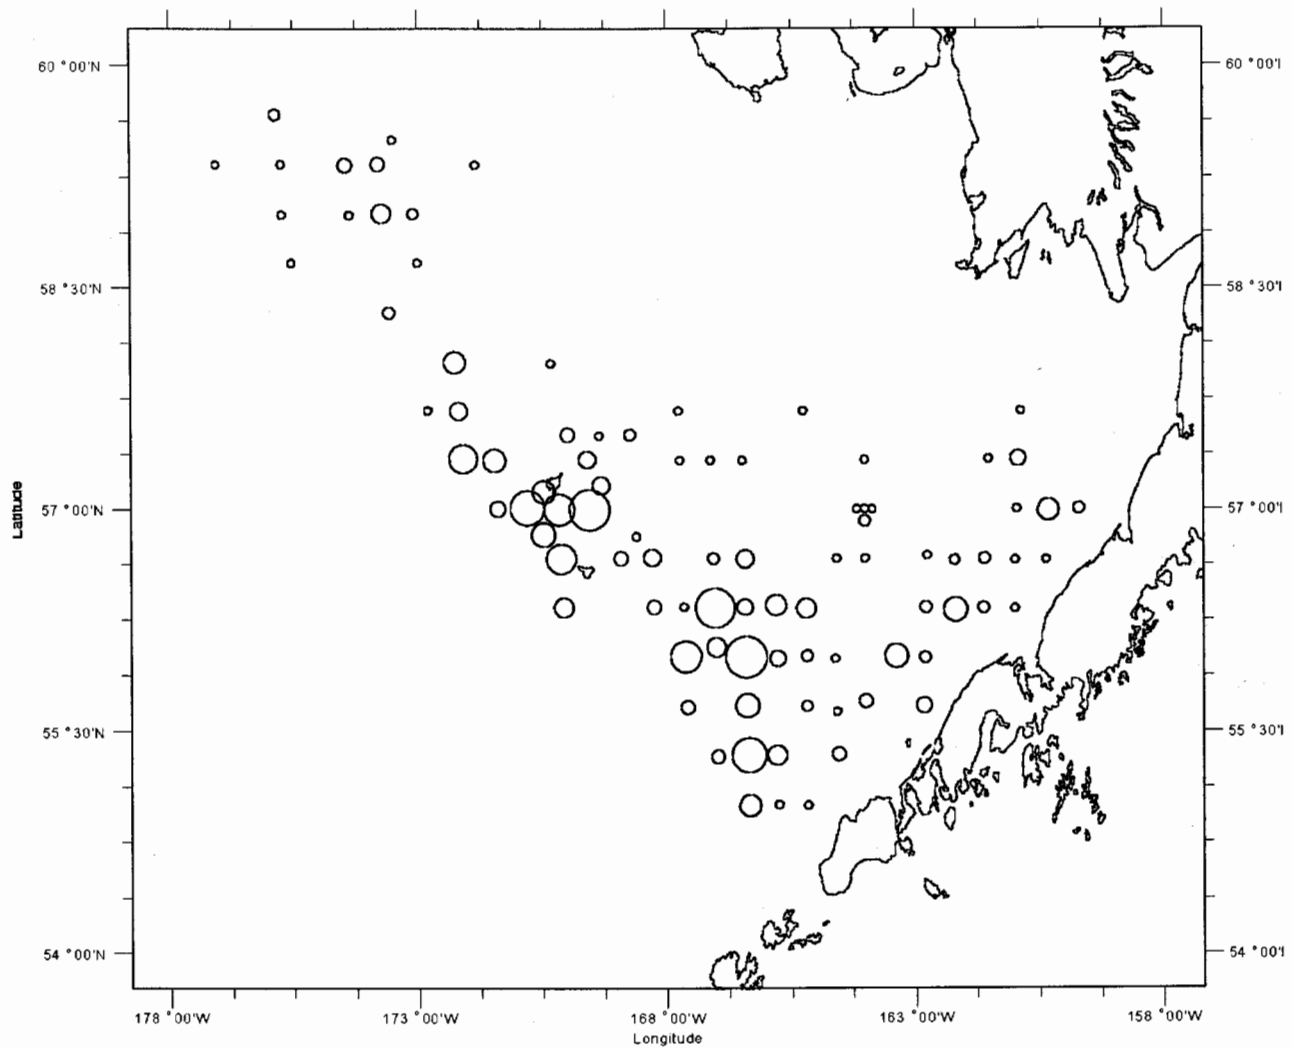 60 °00'N 60 °00'I
58 °30'N 58 °30'I
Latitude
57 °00'N 57 °00'I
55 °30'N 55 °30'I
54 °00'N 54 °00'I
178 °00'W 173 °00'W 168 °00'W 163 °00'W 158 °00'W
Longitude